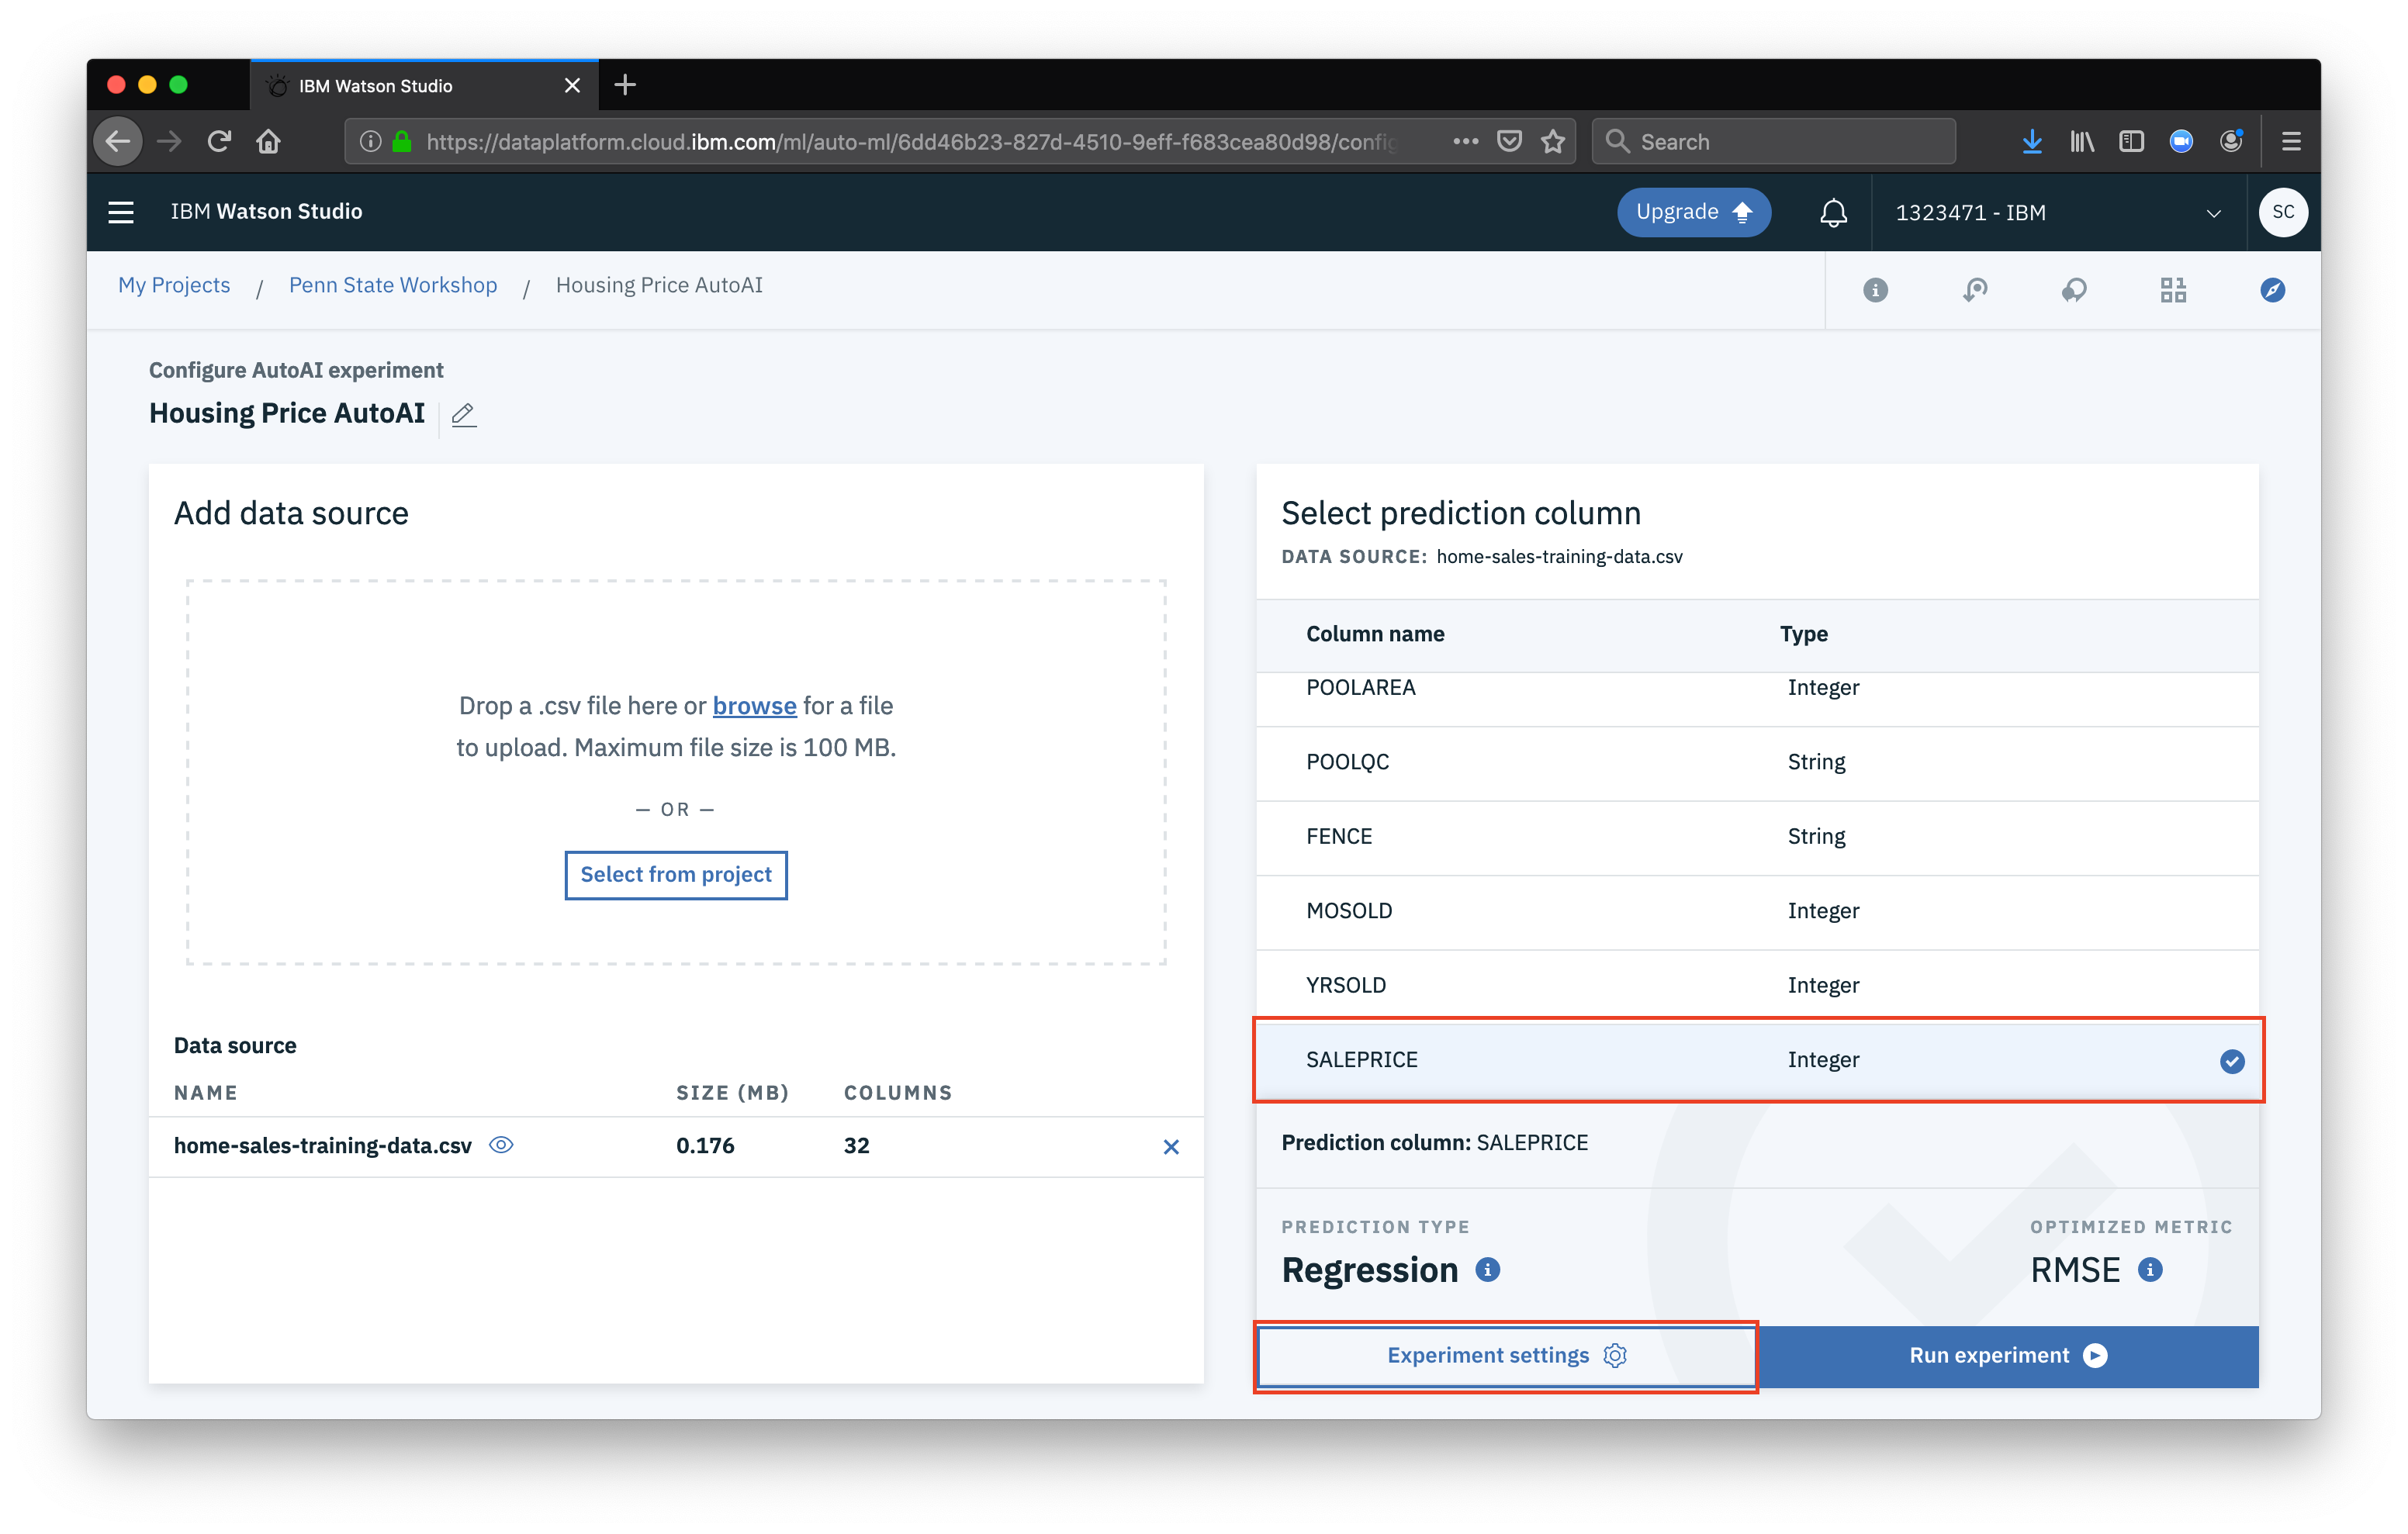 IBM Watson Studio
https://dataplatform.cloud.ibm.com/ml/auto-ml/6dd46b23-827d-4510-9eff-f683cea80d98/config
Search
IBM Watson Studio
Upgrade
1323471 - IBM
SC
My Projects / Penn State Workshop / Housing Price AutoAI
Configure AutoAI experiment
Housing Price AutoAI
Add data source
Drop a .csv file here or browse for a file
to upload. Maximum file size is 100 MB.
— OR —
Select from project
Data source
NAME SIZE (MB) COLUMNS
home-sales-training-data.csv 0.176 32
Select prediction column
DATA SOURCE: home-sales-training-data.csv
Column name Type
POOLAREA Integer
POOLQC String
FENCE String
MOSOLD Integer
YRSOLD Integer
SALEPRICE Integer
Prediction column: SALEPRICE
PREDICTION TYPE OPTIMIZED METRIC
Regression RMSE
Experiment settings Run experiment